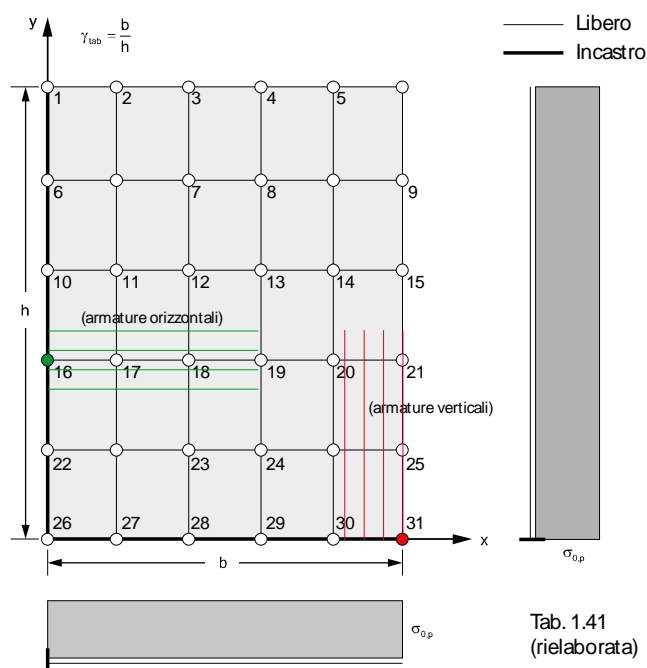 y
γtab = b/h
Libero
Incastro
1 2 3 4 5
6 7 8 9
10 11 12 13 14 15
h
(armature orizzontali)
16 17 18 19 20 21
(armature verticali)
22 23 24 25
26 27 28 29 30 31
x
b
σ0,p
σ0,p
Tab. 1.41
(rielaborata)